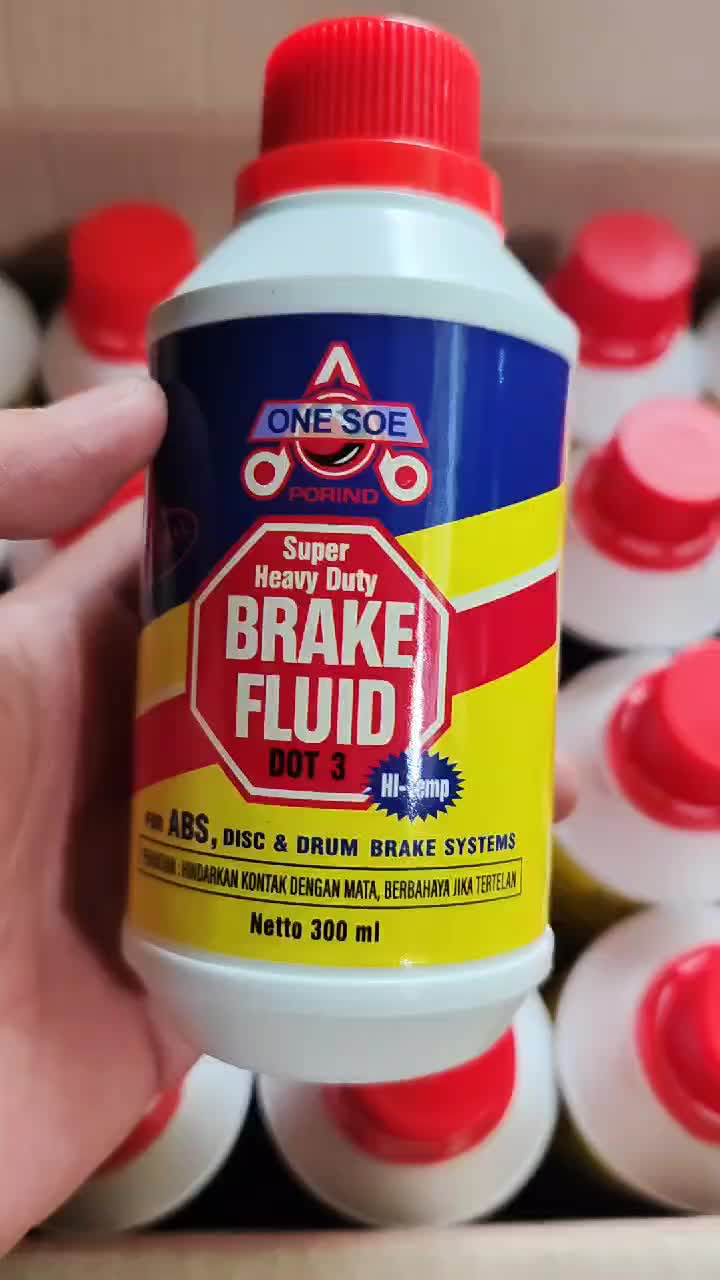 ONE SOE
PORIND
Super
Heavy Duty
BRAKE
FLUID
DOT 3
HI-Temp
FOR ABS, DISC & DRUM BRAKE SYSTEMS
: HINDARKAN KONTAK DENGAN MATA, BERBAHAYA JIKA TERTELAN
Netto 300 ml